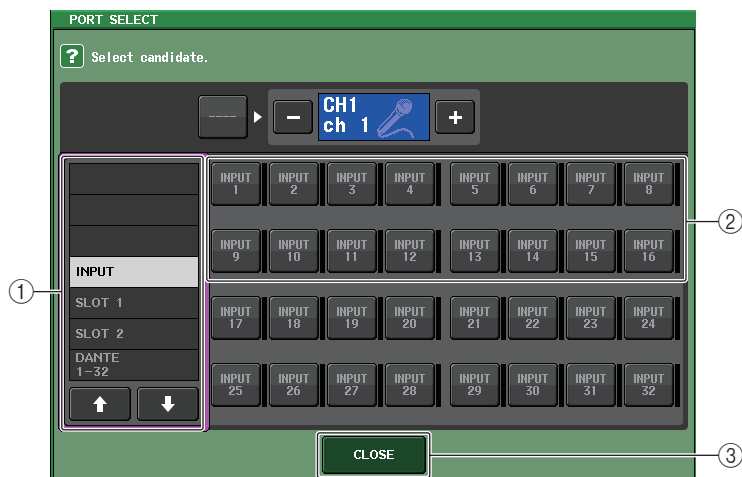 PORT SELECT
? Select candidate.
----
− CH1 +
ch 1
INPUT
SLOT 1
SLOT 2
DANTE
1-32
INPUT 1 INPUT 2 INPUT 3 INPUT 4 INPUT 5 INPUT 6 INPUT 7 INPUT 8
INPUT 9 INPUT 10 INPUT 11 INPUT 12 INPUT 13 INPUT 14 INPUT 15 INPUT 16
INPUT 17 INPUT 18 INPUT 19 INPUT 20 INPUT 21 INPUT 22 INPUT 23 INPUT 24
INPUT 25 INPUT 26 INPUT 27 INPUT 28 INPUT 29 INPUT 30 INPUT 31 INPUT 32
CLOSE
①
②
③